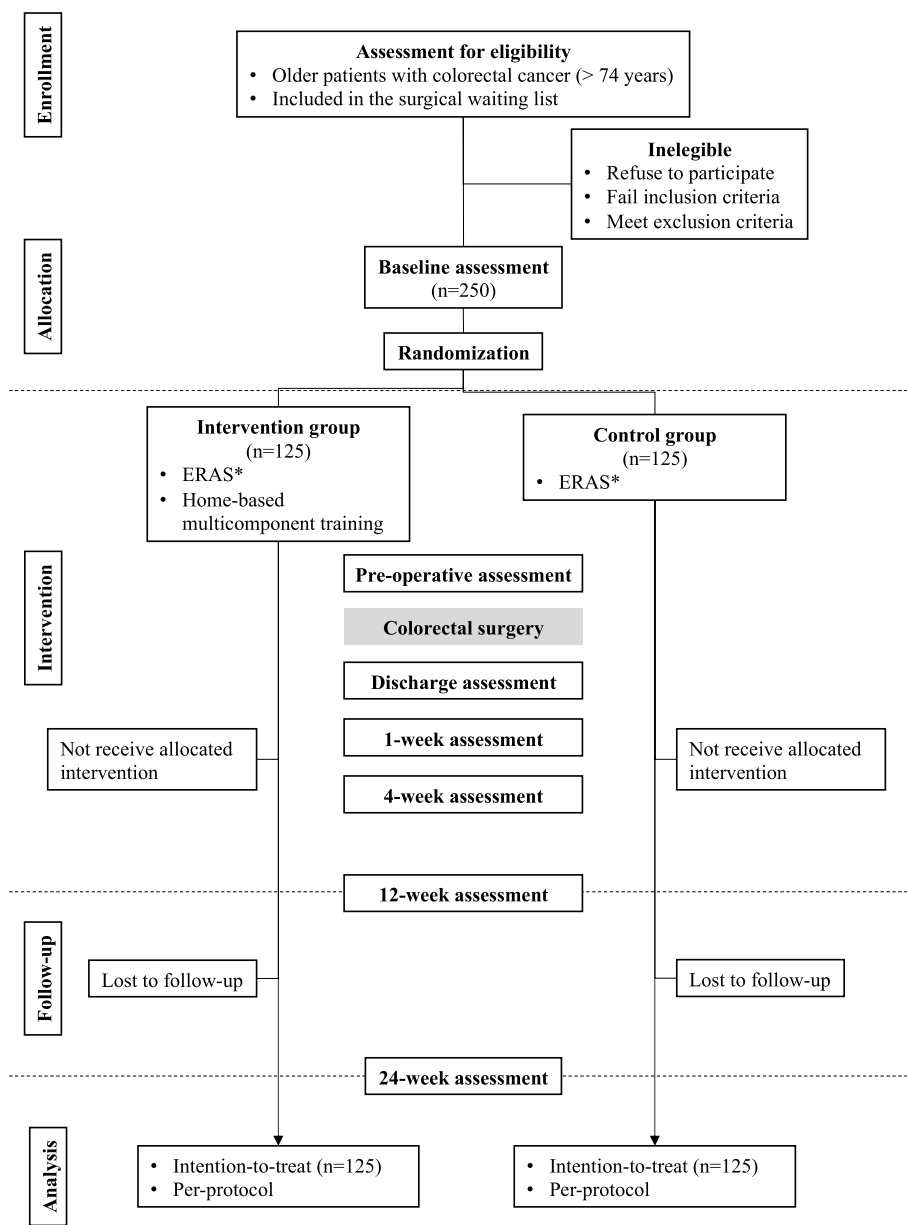 Enrollment
Assessment for eligibility
• Older patients with colorectal cancer (> 74 years)
• Included in the surgical waiting list
Inelegible
• Refuse to participate
• Fail inclusion criteria
• Meet exclusion criteria
Allocation
Baseline assessment
(n=250)
Randomization
Intervention group
(n=125)
• ERAS*
• Home-based
multicomponent training
Control group
(n=125)
• ERAS*
Intervention
Pre-operative assessment
Colorectal surgery
Discharge assessment
1-week assessment
4-week assessment
Not receive allocated
intervention
Not receive allocated
intervention
12-week assessment
Follow-up
Lost to follow-up
Lost to follow-up
24-week assessment
Analysis
• Intention-to-treat (n=125)
• Per-protocol
• Intention-to-treat (n=125)
• Per-protocol